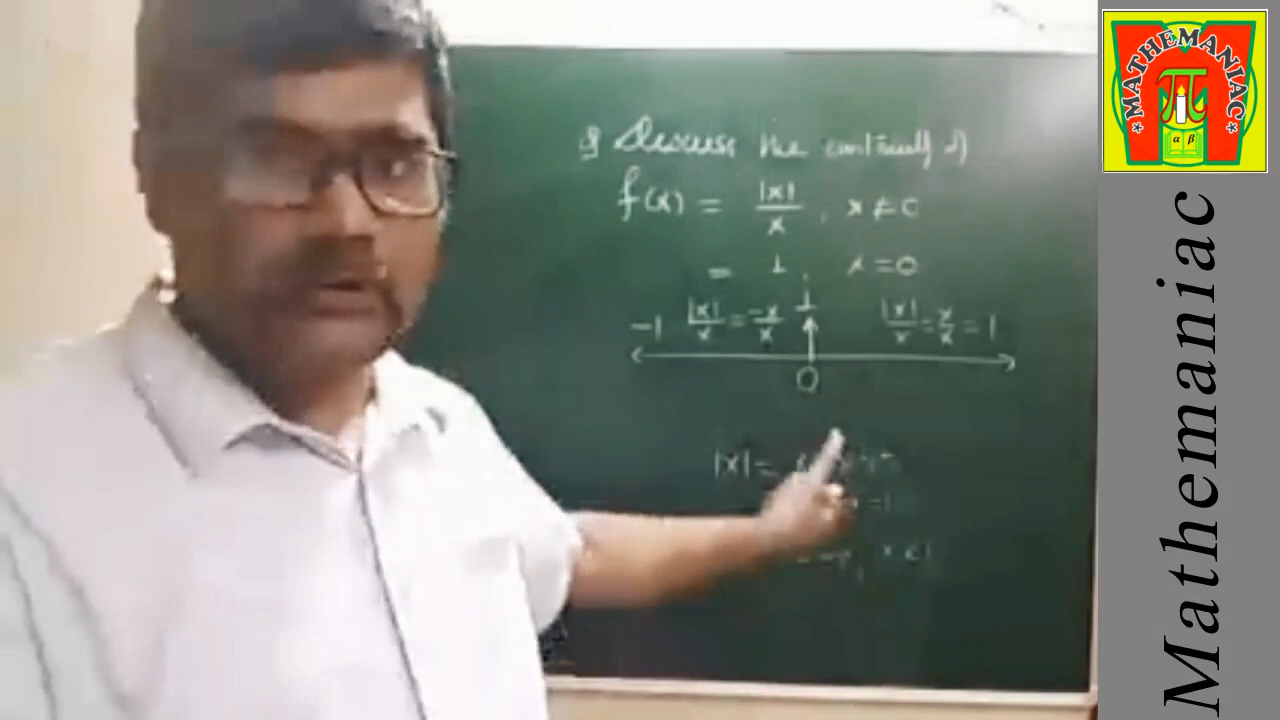 Discuss the continuity of
f(x) = |x|/x , x ≠ 0
= 1 , x = 0
-1 |x|/x = -x/x 1 |x|/x = x/x = 1
0
|x| =
MATHEMANIAC
π
α β
Mathemaniac